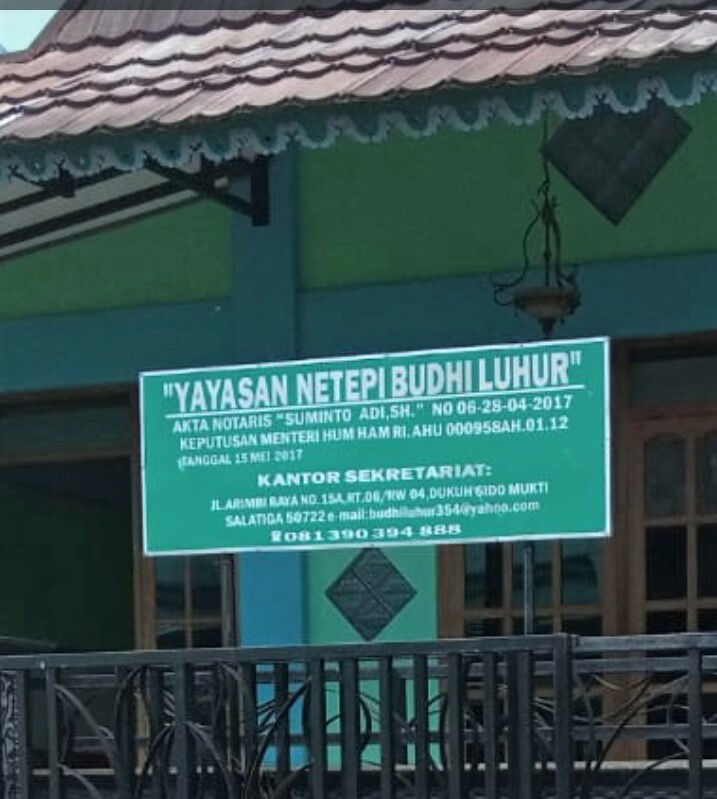 "YAYASAN NETEPI BUDHI LUHUR"
AKTA NOTARIS "SUMINTO ADI,SH." NO 06-28-04-2017
KEPUTUSAN MENTERI HUM HAM RI. AHU 000958AH.01.12
TANGGAL 15 MEI 2017
KANTOR SEKRETARIAT:
JL.ARIMBI RAYA NO.15A,RT.06/RW 04,DUKUH SIDO MUKTI
SALATIGA 50722 e-mail:budhiluhur354@yahoo.com
☎081 390 394 888